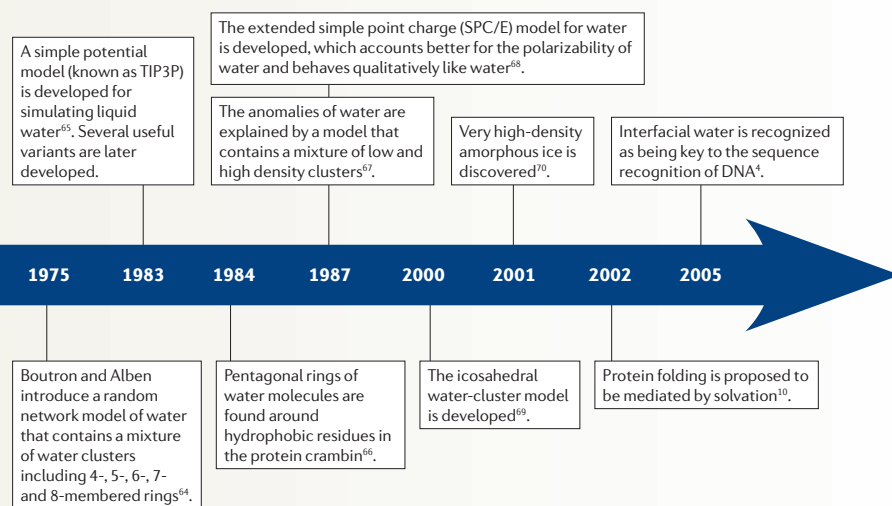 A simple potential
model (known as TIP3P)
is developed for
simulating liquid
water⁶⁵. Several useful
variants are later
developed.
The extended simple point charge (SPC/E) model for water
is developed, which accounts better for the polarizability of
water and behaves qualitatively like water⁶⁸.
The anomalies of water are
explained by a model that
contains a mixture of low and
high density clusters⁶⁷.
Very high-density
amorphous ice is
discovered⁷⁰.
Interfacial water is recognized
as being key to the sequence
recognition of DNA⁴.
1975 1983 1984 1987 2000 2001 2002 2005
Boutron and Alben
introduce a random
network model of water
that contains a mixture
of water clusters
including 4-, 5-, 6-, 7-
and 8-membered rings⁶⁴.
Pentagonal rings of
water molecules are
found around
hydrophobic residues in
the protein crambin⁶⁶.
The icosahedral
water-cluster model
is developed⁶⁹.
Protein folding is proposed to
be mediated by solvation¹⁰.